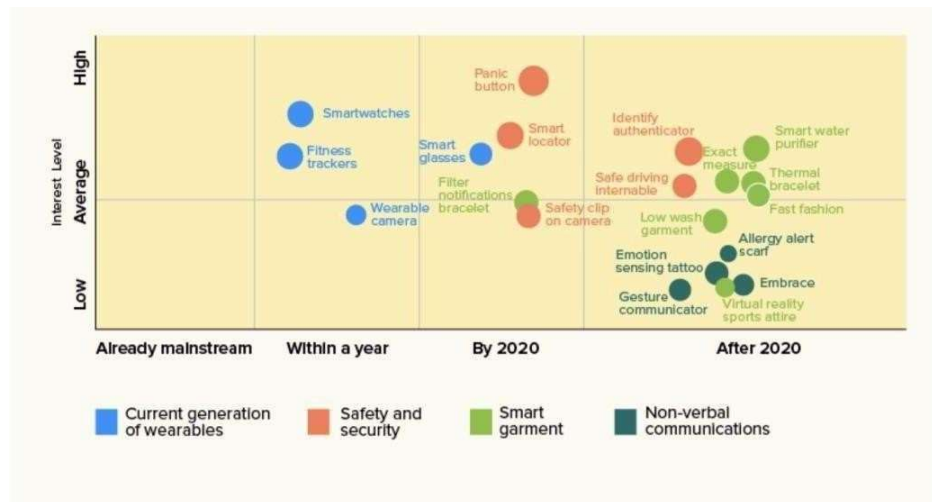 High
Average
Low
Interest Level
Panic
button
Smartwatches
Smart
locator
Fitness
trackers
Smart
glasses
Filter
notifications
bracelet
Wearable
camera
Safety clip
on camera
Identify
authenticator
Smart water
purifier
Exact
measure
Safe driving
internable
Thermal
bracelet
Fast fashion
Low wash
garment
Allergy alert
scarf
Emotion
sensing tattoo
Embrace
Gesture
communicator
Virtual reality
sports attire
Already mainstream
Within a year
By 2020
After 2020
Current generation
of wearables
Safety and
security
Smart
garment
Non-verbal
communications